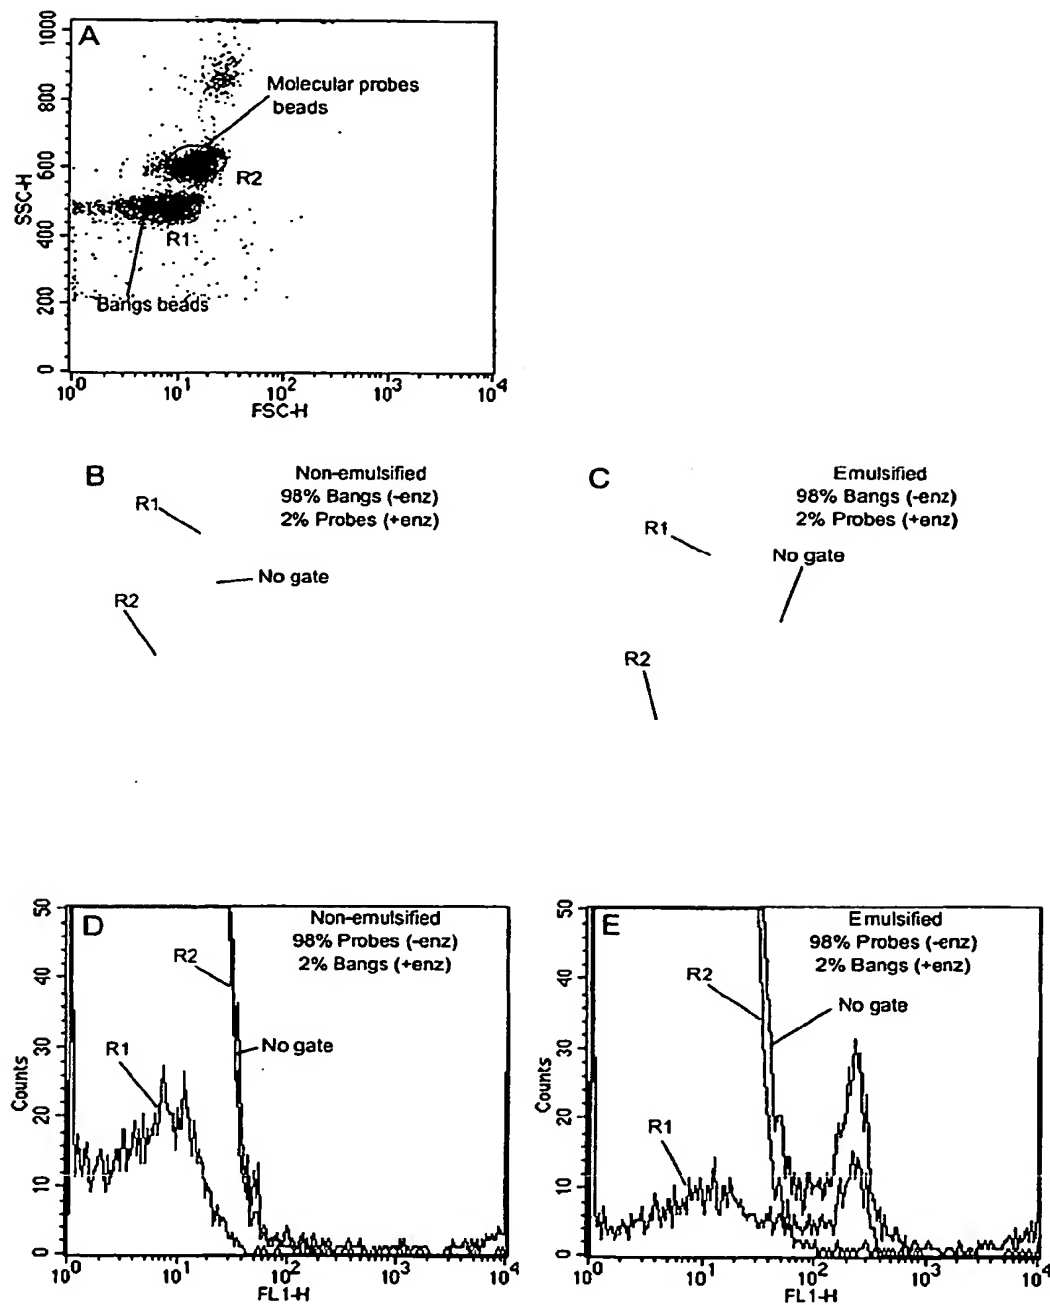 A
1000
800
600
400
200
0
SSC-H
Molecular probes
beads
R2
R1
Bangs beads
10^0 10^1 10^2 10^3 10^4
FSC-H
B
Non-emulsified
98% Bangs (-enz)
2% Probes (+enz)
R1
No gate
R2
C
Emulsified
98% Bangs (-enz)
2% Probes (+enz)
R1
No gate
R2
D
Non-emulsified
98% Probes (-enz)
2% Bangs (+enz)
R2
No gate
R1
50
40
30
20
10
0
Counts
10^0 10^1 10^2 10^3 10^4
FL1-H
E
Emulsified
98% Probes (-enz)
2% Bangs (+enz)
R2
No gate
R1
50
40
30
20
10
0
Counts
10^0 10^1 10^2 10^3 10^4
FL1-H